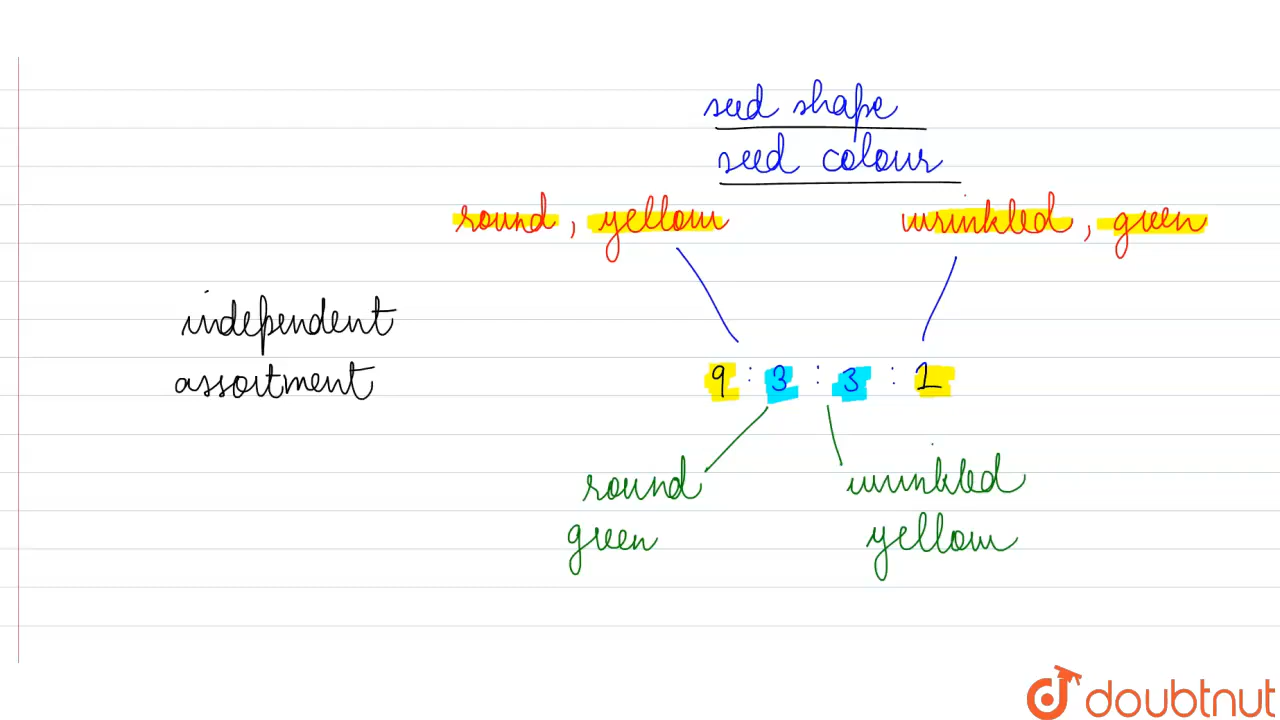 seed shape
seed colour
round, yellow wrinkled, green
independent
assortment
9 : 3 : 3 : 1
round wrinkled
green yellow
doubtnut